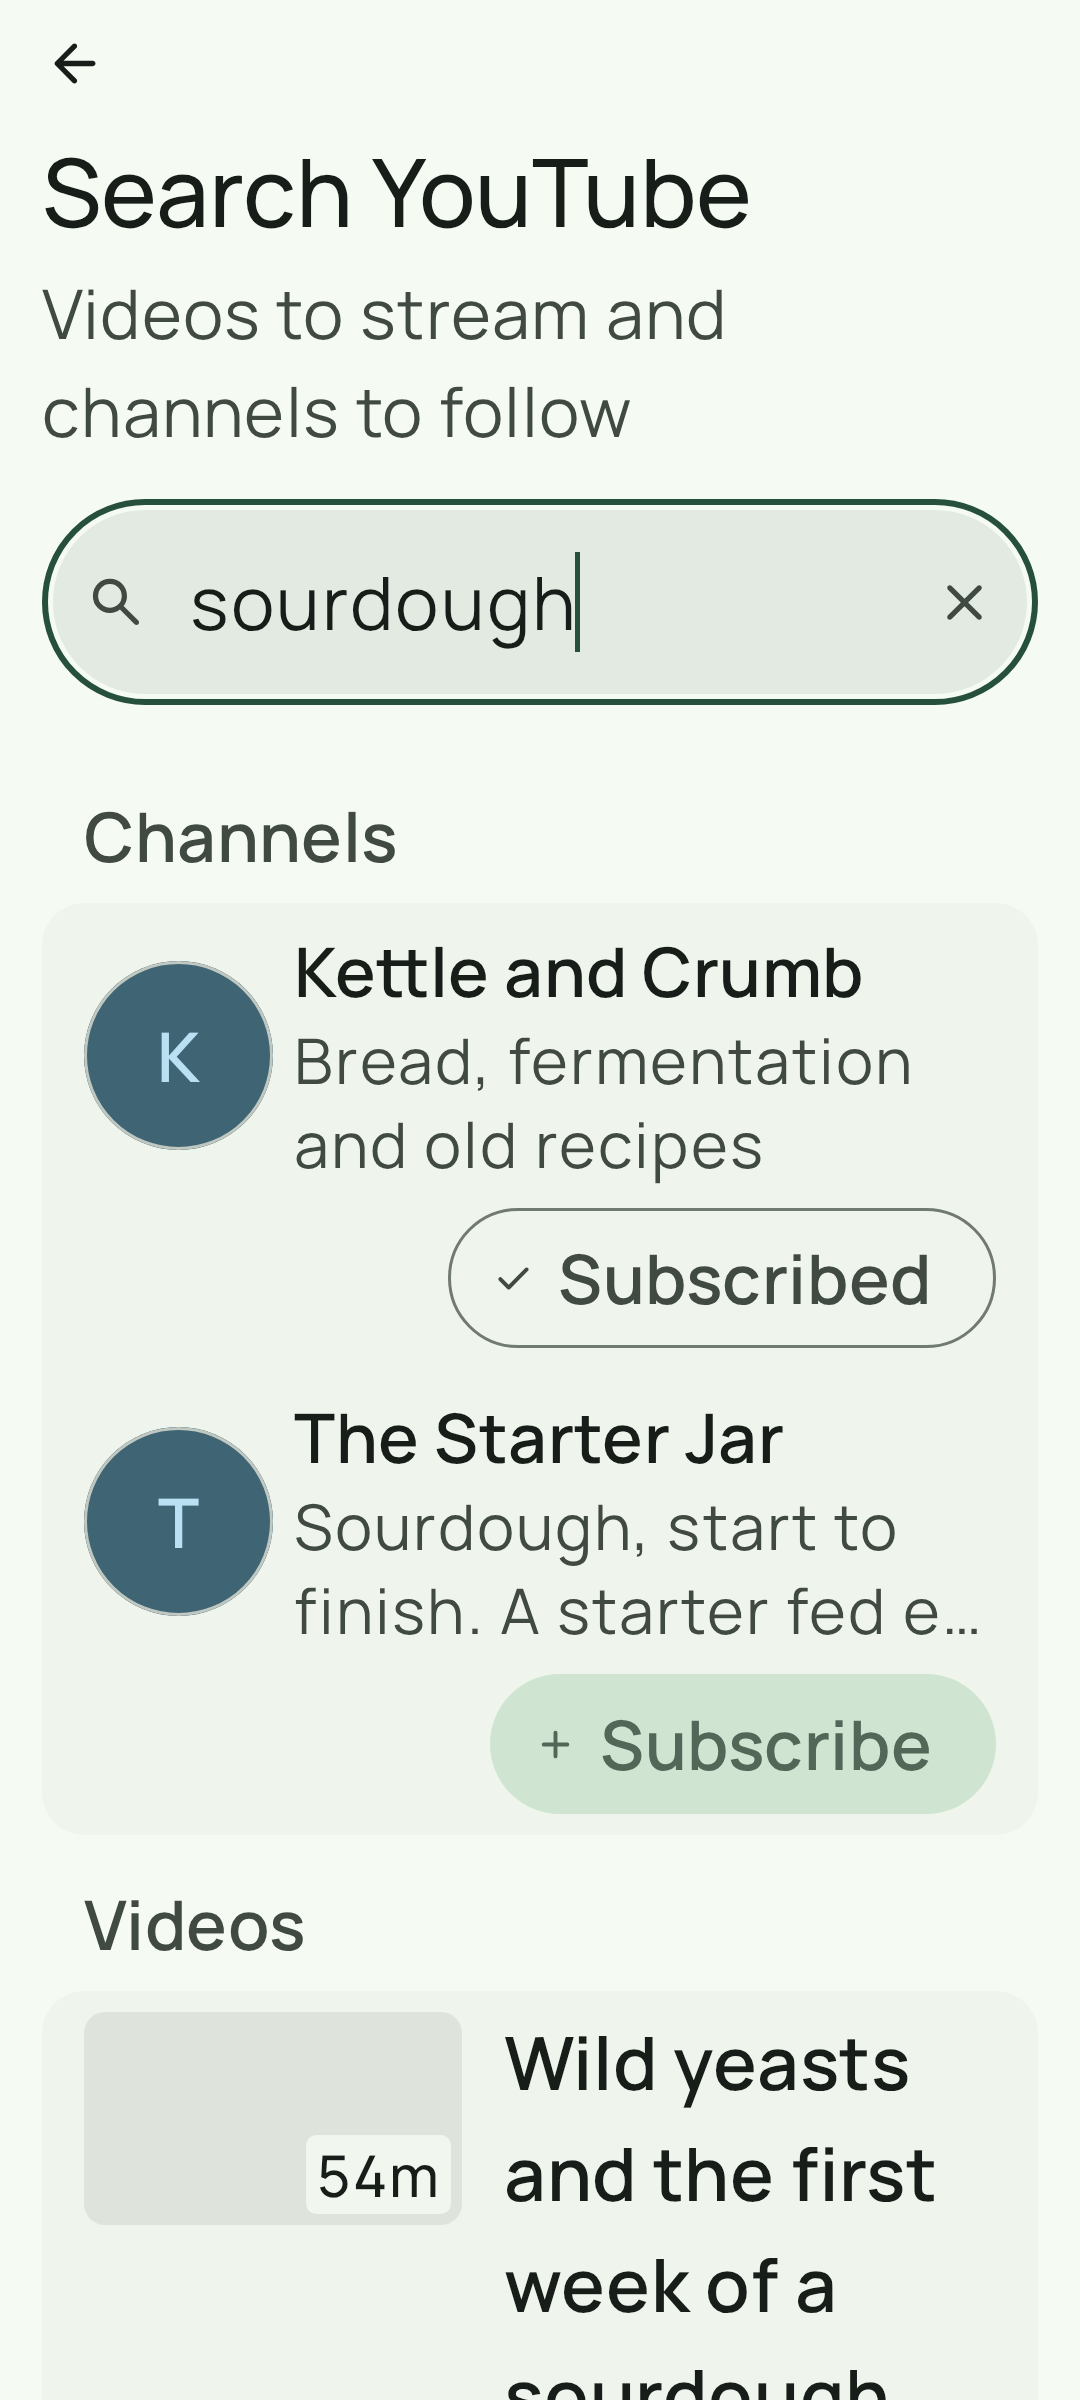 Search YouTube
Videos to stream and
channels to follow
sourdough
Channels
K
Kettle and Crumb
Bread, fermentation
and old recipes
Subscribed
T
The Starter Jar
Sourdough, start to
finish. A starter fed e…
Subscribe
Videos
54m
Wild yeasts
and the first
week of a
sourdough